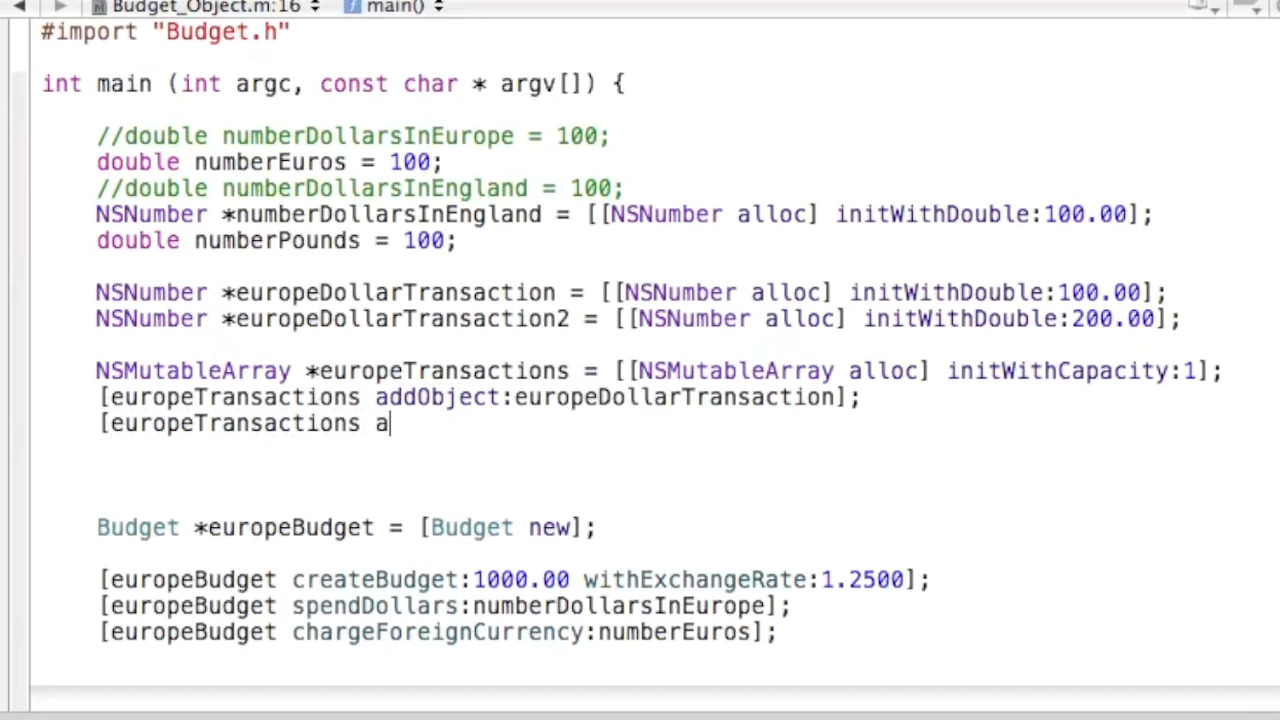 Budget_Object.m:16 main()
#import "Budget.h"
int main (int argc, const char * argv[]) {
//double numberDollarsInEurope = 100;
double numberEuros = 100;
//double numberDollarsInEngland = 100;
NSNumber *numberDollarsInEngland = [[NSNumber alloc] initWithDouble:100.00];
double numberPounds = 100;
NSNumber *europeDollarTransaction = [[NSNumber alloc] initWithDouble:100.00];
NSNumber *europeDollarTransaction2 = [[NSNumber alloc] initWithDouble:200.00];
NSMutableArray *europeTransactions = [[NSMutableArray alloc] initWithCapacity:1];
[europeTransactions addObject:europeDollarTransaction];
[europeTransactions a
Budget *europeBudget = [Budget new];
[europeBudget createBudget:1000.00 withExchangeRate:1.2500];
[europeBudget spendDollars:numberDollarsInEurope];
[europeBudget chargeForeignCurrency:numberEuros];